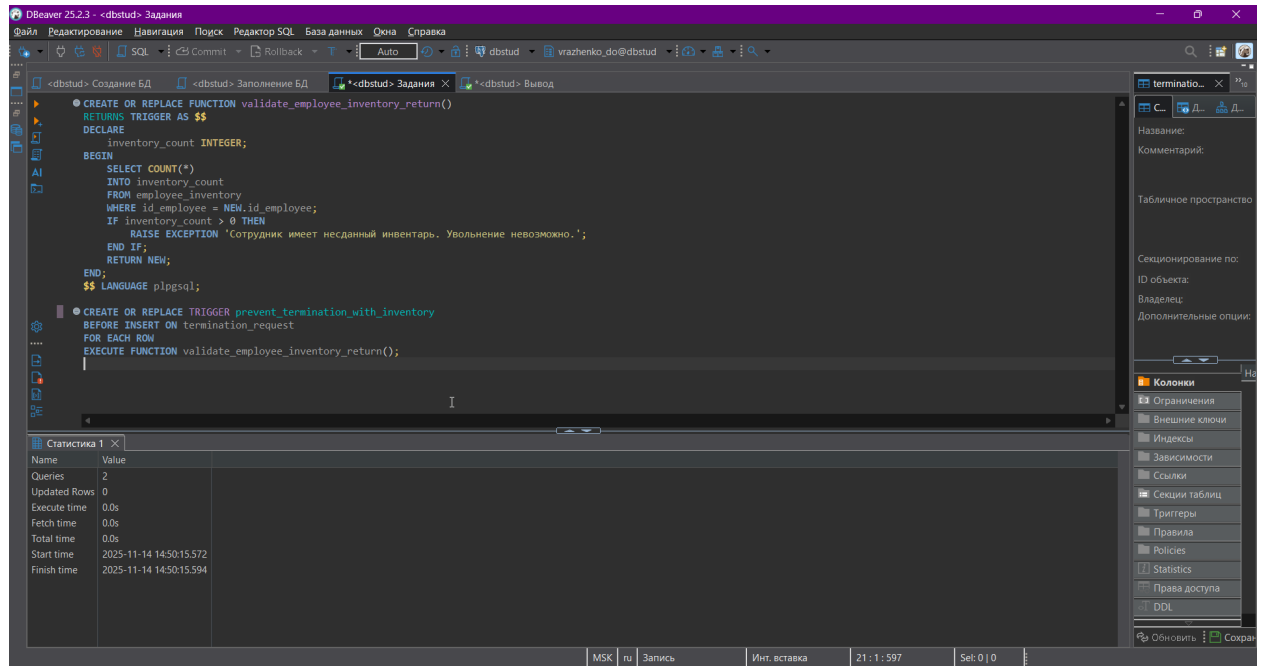 DBeaver 25.2.3 - <dbstud> Задания
Файл Редактирование Навигация Поиск Редактор SQL База данных Окна Справка
SQL Commit Rollback T Auto dbstud vrazhenko_do@dbstud
<dbstud> Создание БД <dbstud> Заполнение БД *<dbstud> Задания *<dbstud> Вывод
CREATE OR REPLACE FUNCTION validate_employee_inventory_return()
RETURNS TRIGGER AS $$
DECLARE
inventory_count INTEGER;
BEGIN
SELECT COUNT(*)
INTO inventory_count
FROM employee_inventory
WHERE id_employee = NEW.id_employee;
IF inventory_count > 0 THEN
RAISE EXCEPTION 'Сотрудник имеет несданный инвентарь. Увольнение невозможно.';
END IF;
RETURN NEW;
END;
$$ LANGUAGE plpgsql;
CREATE OR REPLACE TRIGGER prevent_termination_with_inventory
BEFORE INSERT ON termination_request
FOR EACH ROW
EXECUTE FUNCTION validate_employee_inventory_return();
AI
Статистика 1
Name Value
Queries 2
Updated Rows 0
Execute time 0.0s
Fetch time 0.0s
Total time 0.0s
Start time 2025-11-14 14:50:15.572
Finish time 2025-11-14 14:50:15.594
terminatio... 10
С... Д... Д...
Название:
Комментарий:
Табличное пространство
Секционирование по:
ID объекта:
Владелец:
Дополнительные опции:
На
Колонки
Ограничения
Внешние ключи
Индексы
Зависимости
Ссылки
Секции таблиц
Триггеры
Правила
Policies
Statistics
Права доступа
DDL
Обновить Сохран
MSK ru Запись Инт. вставка 21 : 1 : 597 Sel: 0 | 0